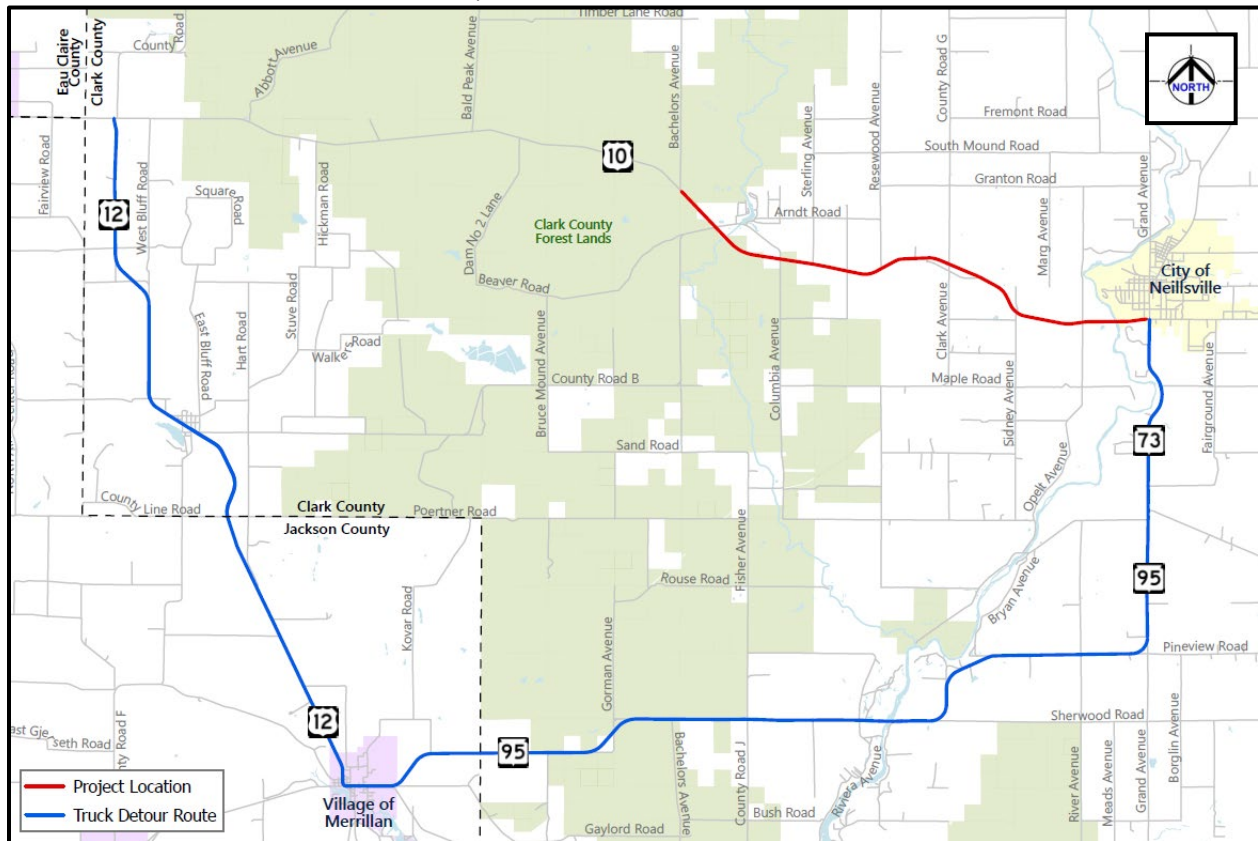 Timber Lane Road
Eau Claire
County
Clark County
County
Road
Abbott Avenue
Bald Peak Avenue
Bachelors Avenue
Sterling Avenue
Resewood Avenue
County Road G
NORTH
Fremont Road
South Mound Road
Granton Road
Grand Avenue
10
Fairview Road
12
West Bluff Road
Square
Road
Hickman Road
Dam No 2 Lane
Clark County
Forest Lands
Arndt Road
Marg Avenue
City of
Neillsville
Beaver Road
East Bluff Road
Hart Road
Stuve Road
Walkers
Road
Bruce Mound Avenue
County Road B
Columbia Avenue
Clark Avenue
Maple Road
Sidney Avenue
Fairground Avenue
73
Sand Road
Opelt Avenue
County
Line Road
Clark County
Jackson County
Poertner Road
Fisher Avenue
Rouse Road
Bryan Avenue
95
Kovar Road
Gorman Avenue
Pineview Road
12
Sherwood Road
seth Road
95
Bachelors Avenue
County Road J
Riviera Avenue
River Avenue
Meads Avenue
Grand Avenue
Borglin Avenue
Project Location
Truck Detour Route
Village of
Merrillan
Bush Road
Gaylord Road